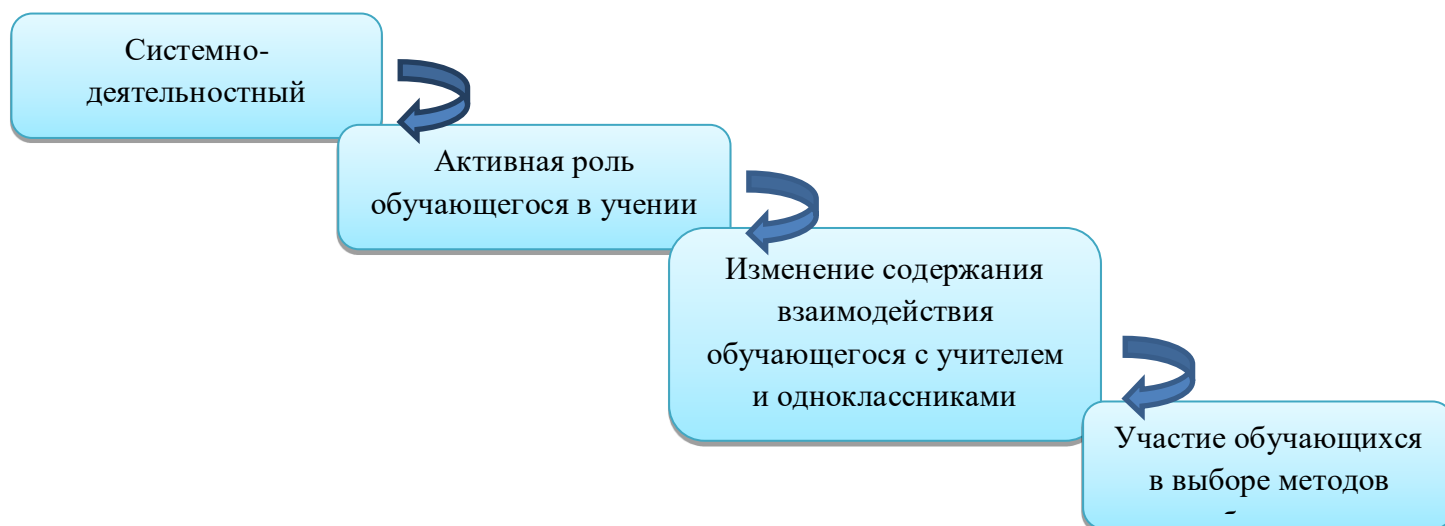 Системно-
деятельностный
Активная роль
обучающегося в учении
Изменение содержания
взаимодействия
обучающегося с учителем
и одноклассниками
Участие обучающихся
в выборе методов